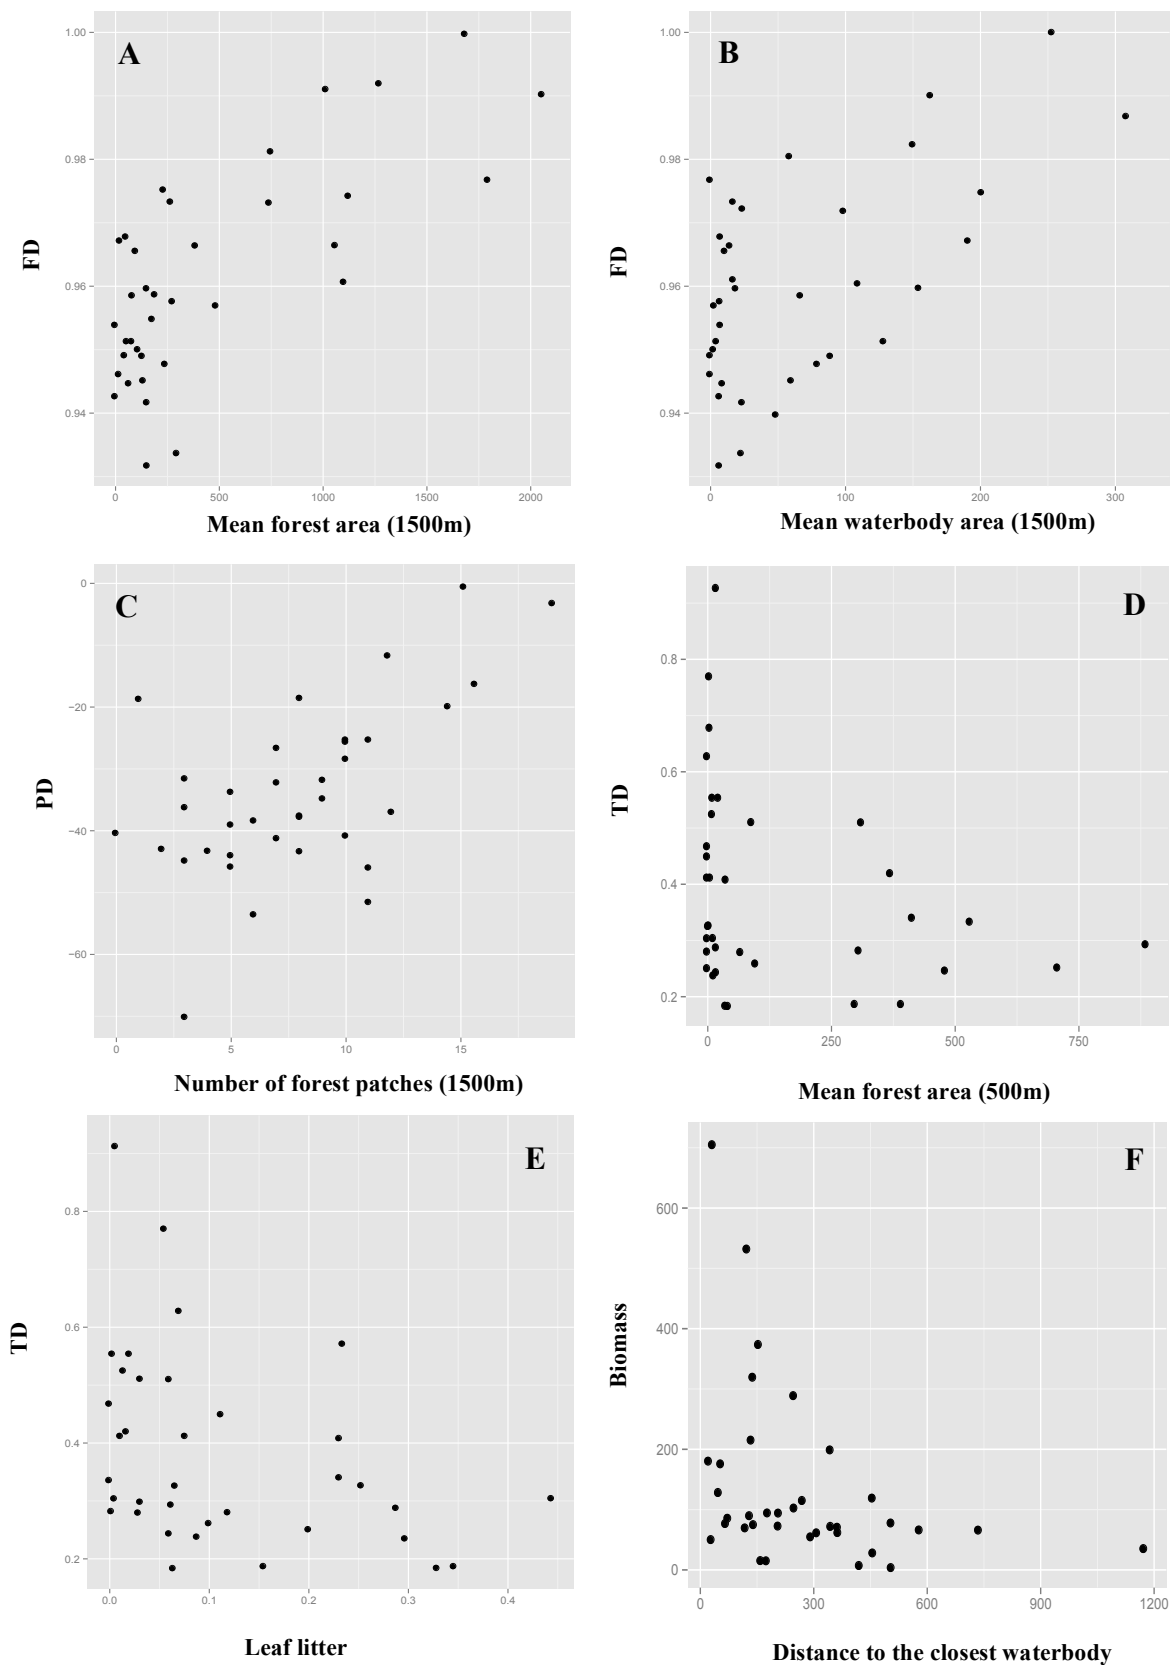 A
1.00
0.98
0.96
0.94
FD
0
500
1000
1500
2000
Mean forest area (1500m)
B
1.00
0.98
0.96
0.94
FD
0
100
200
300
Mean waterbody area (1500m)
C
0
−20
−40
−60
PD
0
5
10
15
Number of forest patches (1500m)
D
0.8
0.6
0.4
0.2
TD
0
250
500
750
Mean forest area (500m)
E
0.8
0.6
0.4
0.2
TD
0.0
0.1
0.2
0.3
0.4
Leaf litter
F
600
400
200
0
Biomass
0
300
600
900
1200
Distance to the closest waterbody